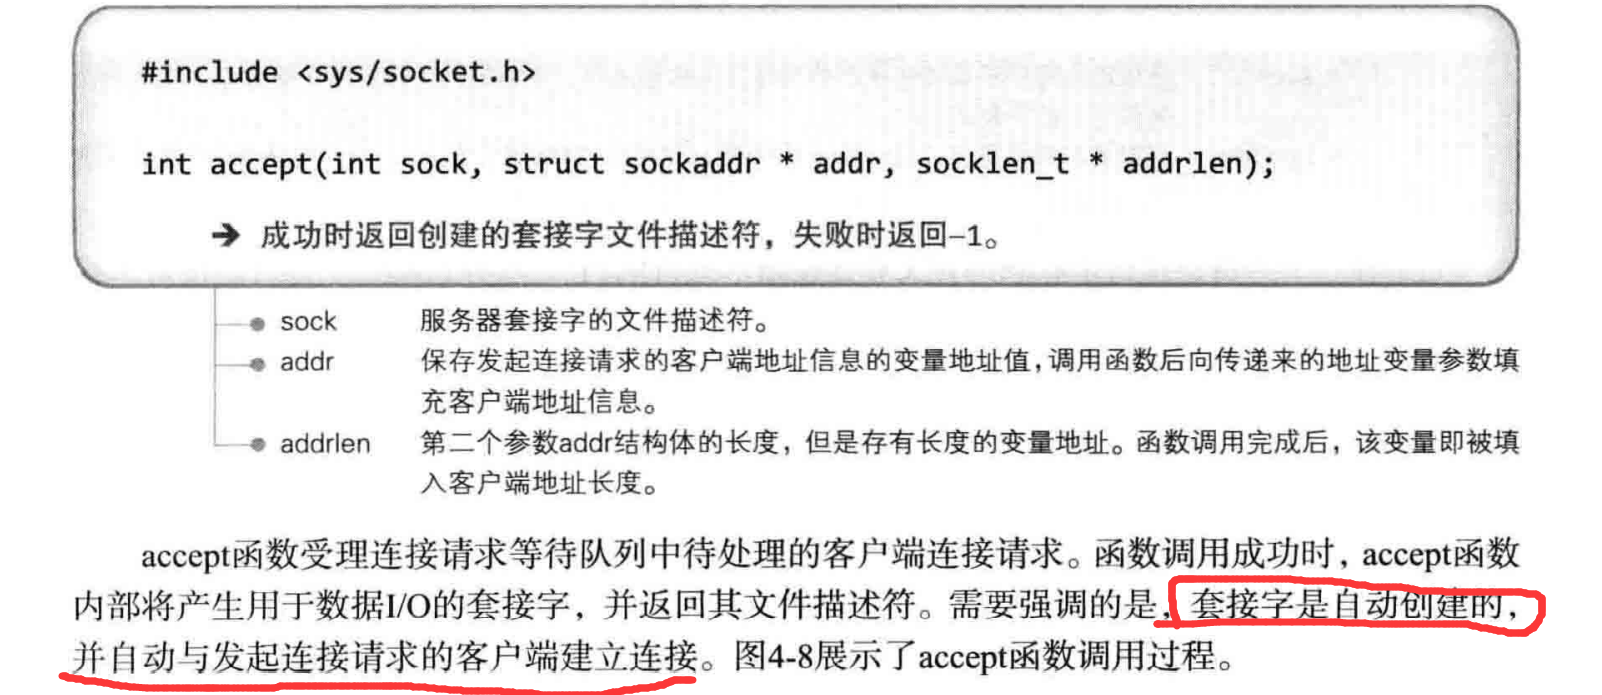 #include <sys/socket.h>
int accept(int sock, struct sockaddr * addr, socklen_t * addrlen);
➔ 成功时返回创建的套接字文件描述符，失败时返回–1。
sock 服务器套接字的文件描述符。
addr 保存发起连接请求的客户端地址信息的变量地址值，调用函数后向传递来的地址变量参数填
充客户端地址信息。
addrlen 第二个参数addr结构体的长度，但是存有长度的变量地址。函数调用完成后，该变量即被填
入客户端地址长度。
accept函数受理连接请求等待队列中待处理的客户端连接请求。函数调用成功时，accept函数
内部将产生用于数据I/O的套接字，并返回其文件描述符。需要强调的是，套接字是自动创建的，
并自动与发起连接请求的客户端建立连接。图4-8展示了accept函数调用过程。